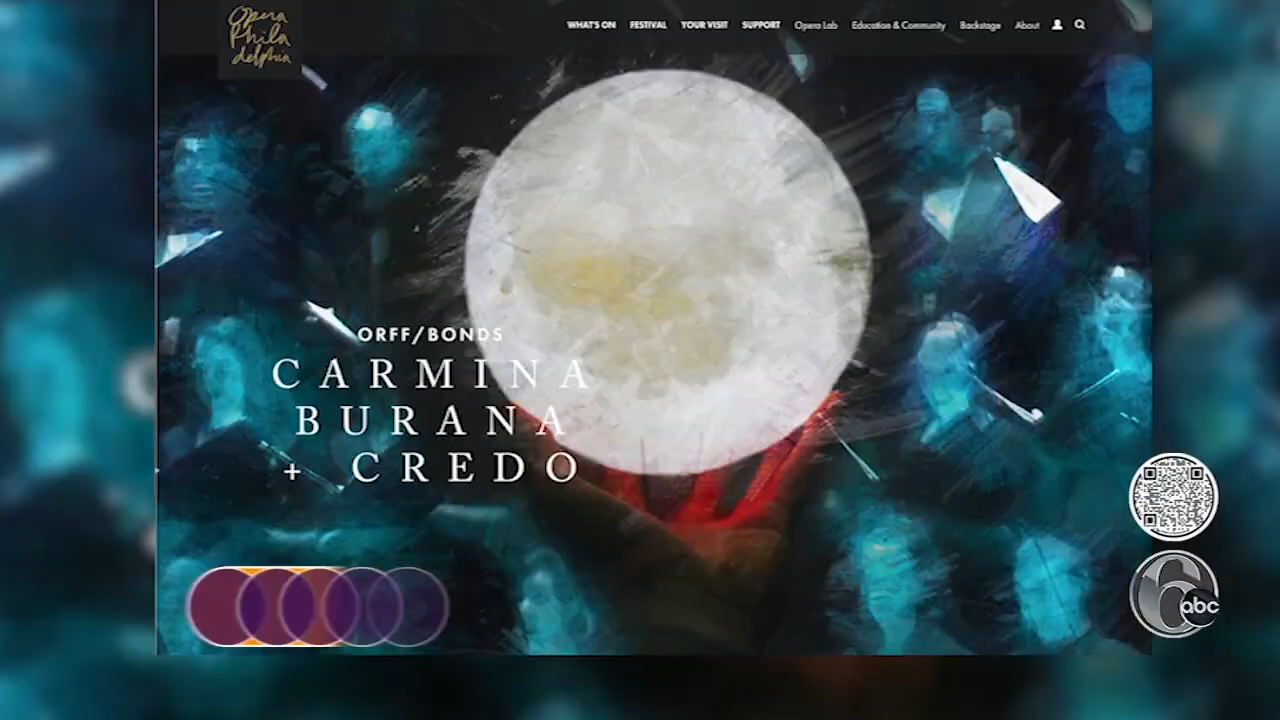 Opera
Phila
delphia
WHAT'S ON FESTIVAL YOUR VISIT SUPPORT Opera Lab Education & Community Backstage About
ORFF/BONDS
CARMINA
BURANA
+ CREDO
6
abc